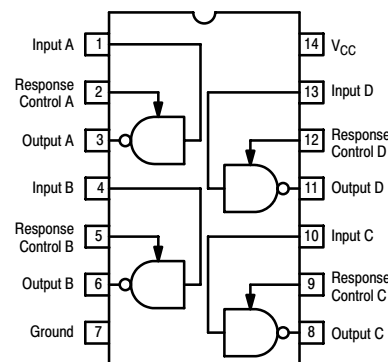 Input A 1
Response
Control A 2
Output A 3
Input B 4
Response
Control B 5
Output B 6
Ground 7
14 VCC
13 Input D
12 Response
Control D
11 Output D
10 Input C
9 Response
Control C
8 Output C